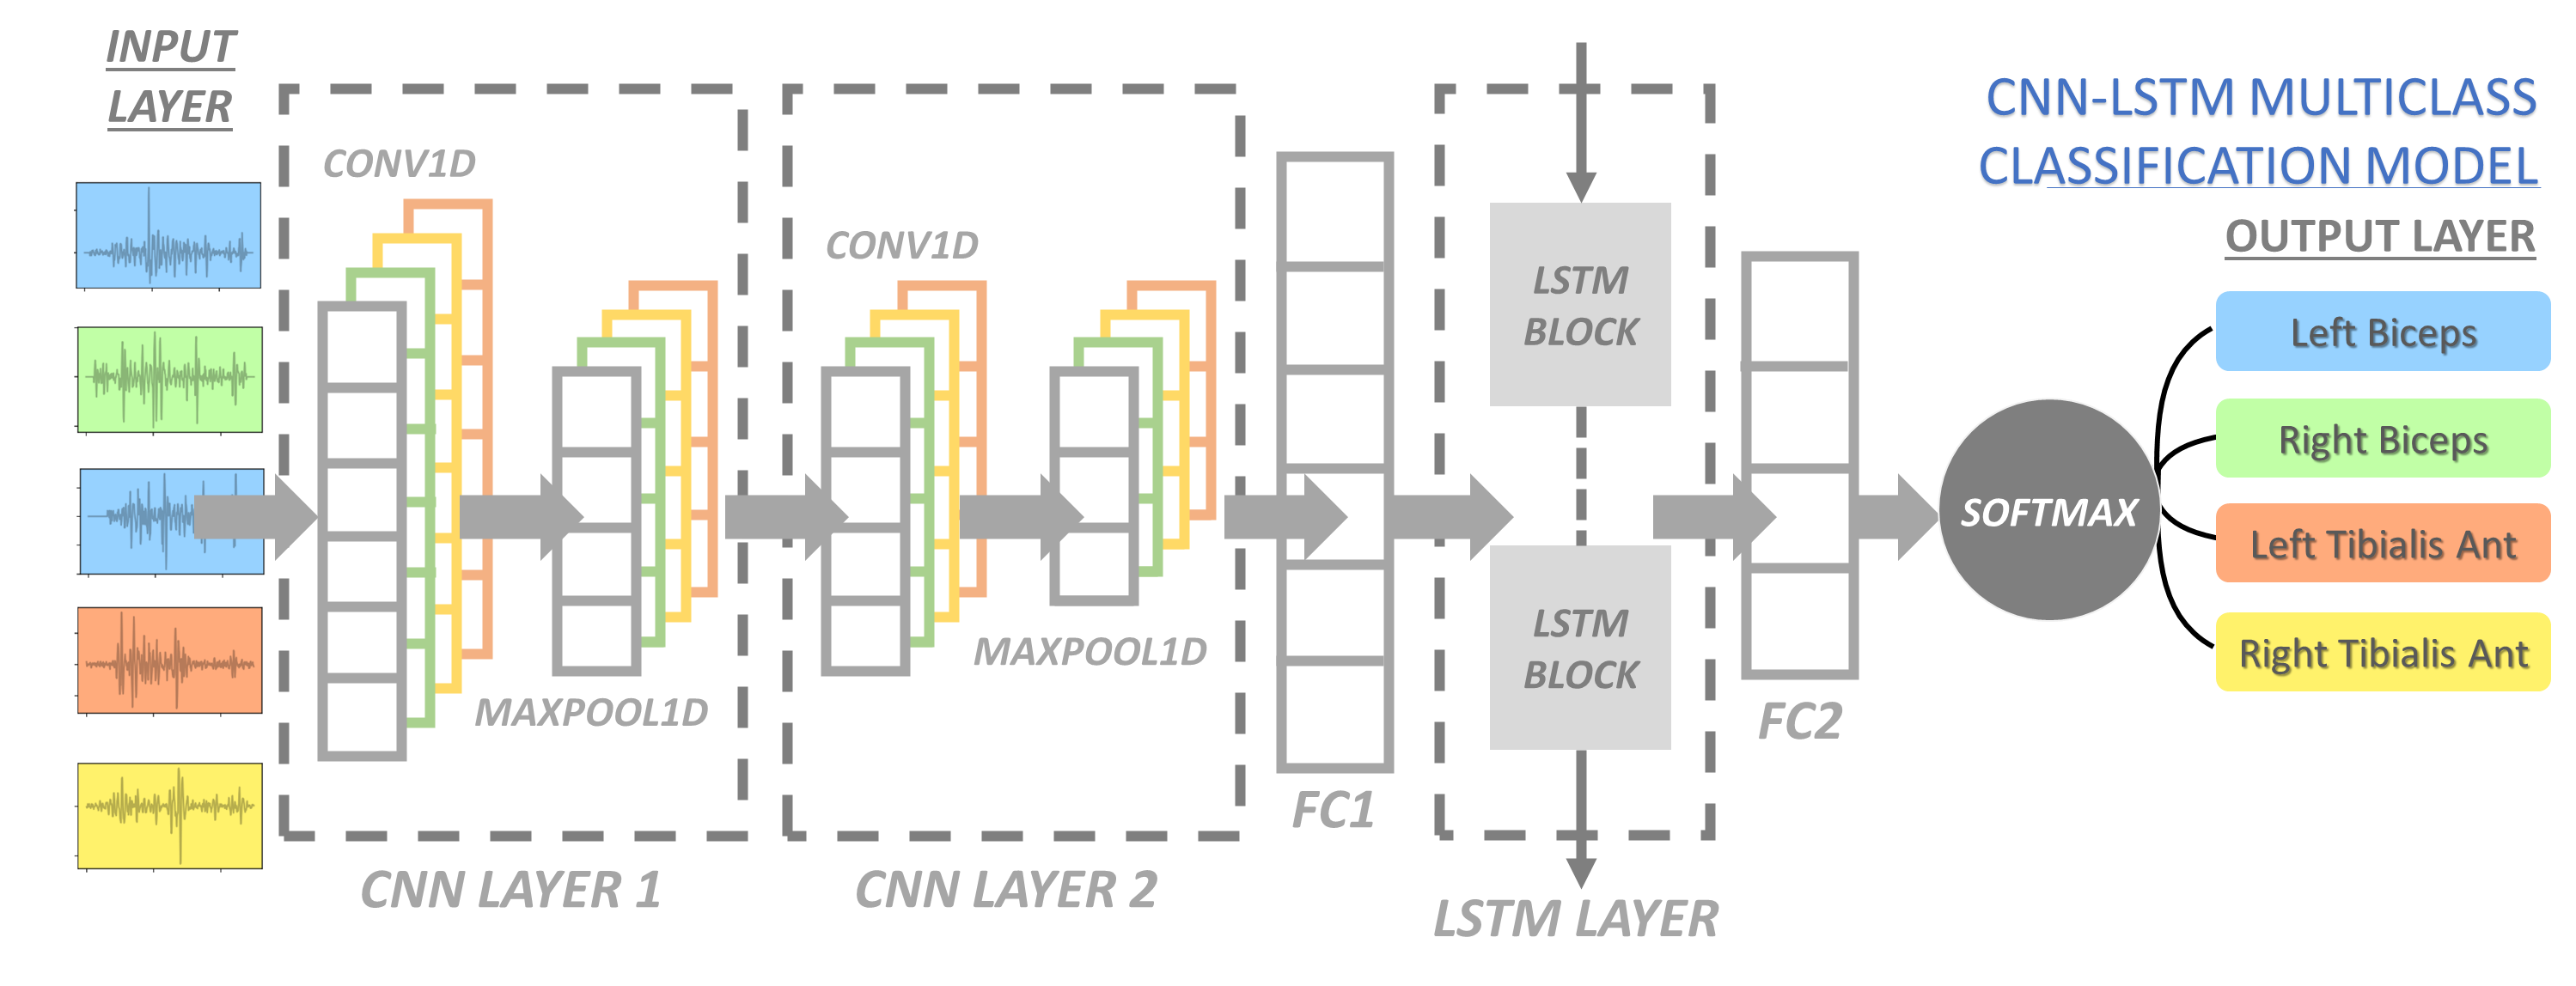 INPUT
LAYER
CONV1D
MAXPOOL1D
CNN LAYER 1
CONV1D
MAXPOOL1D
CNN LAYER 2
FC1
LSTM
BLOCK
LSTM
BLOCK
LSTM LAYER
FC2
SOFTMAX
CNN-LSTM MULTICLASS
CLASSIFICATION MODEL
OUTPUT LAYER
Left Biceps
Right Biceps
Left Tibialis Ant
Right Tibialis Ant